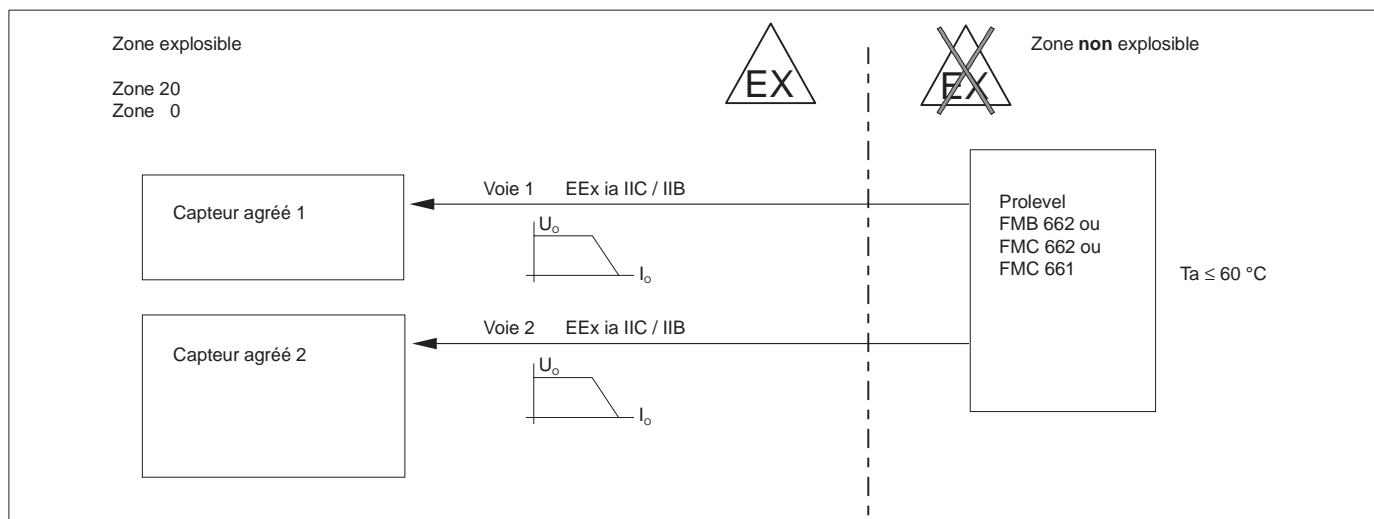 Zone explosible
Zone 20
Zone 0
EX
EX
Zone non explosible
Capteur agréé 1
Voie 1 EEx ia IIC / IIB
Uo
Io
Prolevel
FMB 662 ou
FMC 662 ou
FMC 661
Ta ≤ 60 °C
Capteur agréé 2
Voie 2 EEx ia IIC / IIB
Uo
Io